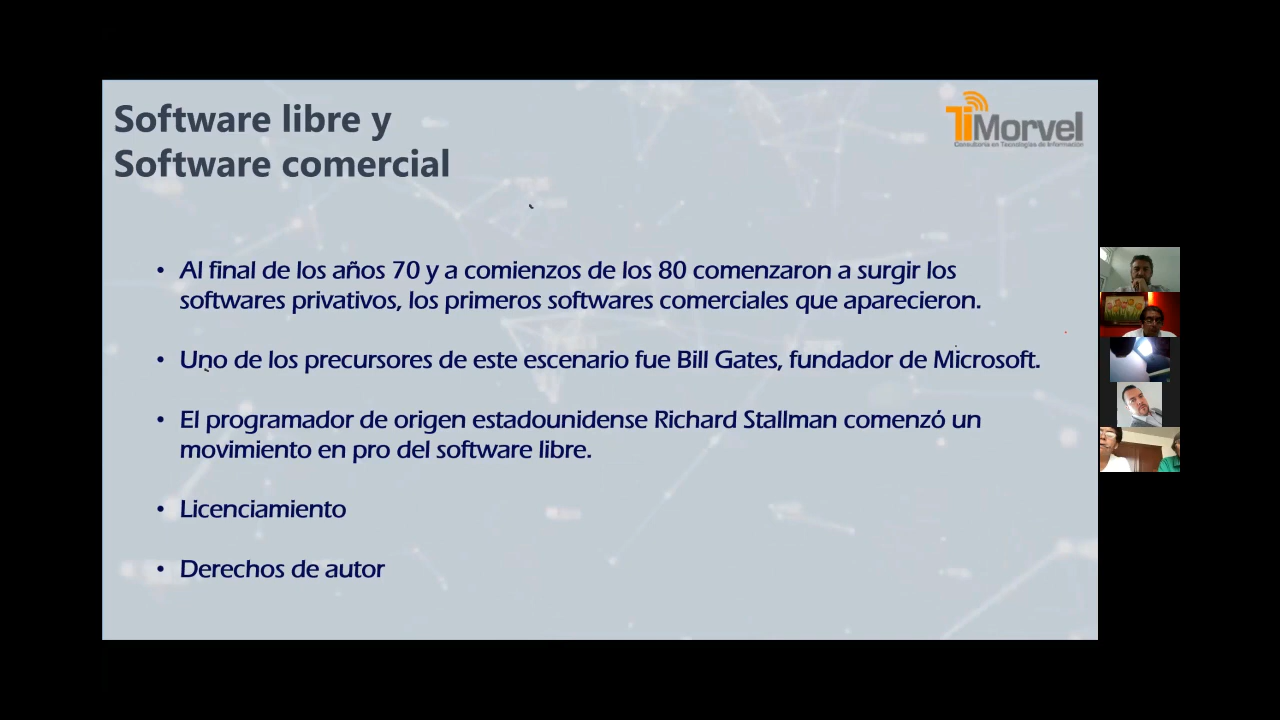 Software libre y
Software comercial
TiMorvel
Consultoría en Tecnologías de Información
• Al final de los años 70 y a comienzos de los 80 comenzaron a surgir los
softwares privativos, los primeros softwares comerciales que aparecieron.
• Uno de los precursores de este escenario fue Bill Gates, fundador de Microsoft.
• El programador de origen estadounidense Richard Stallman comenzó un
movimiento en pro del software libre.
• Licenciamiento
• Derechos de autor